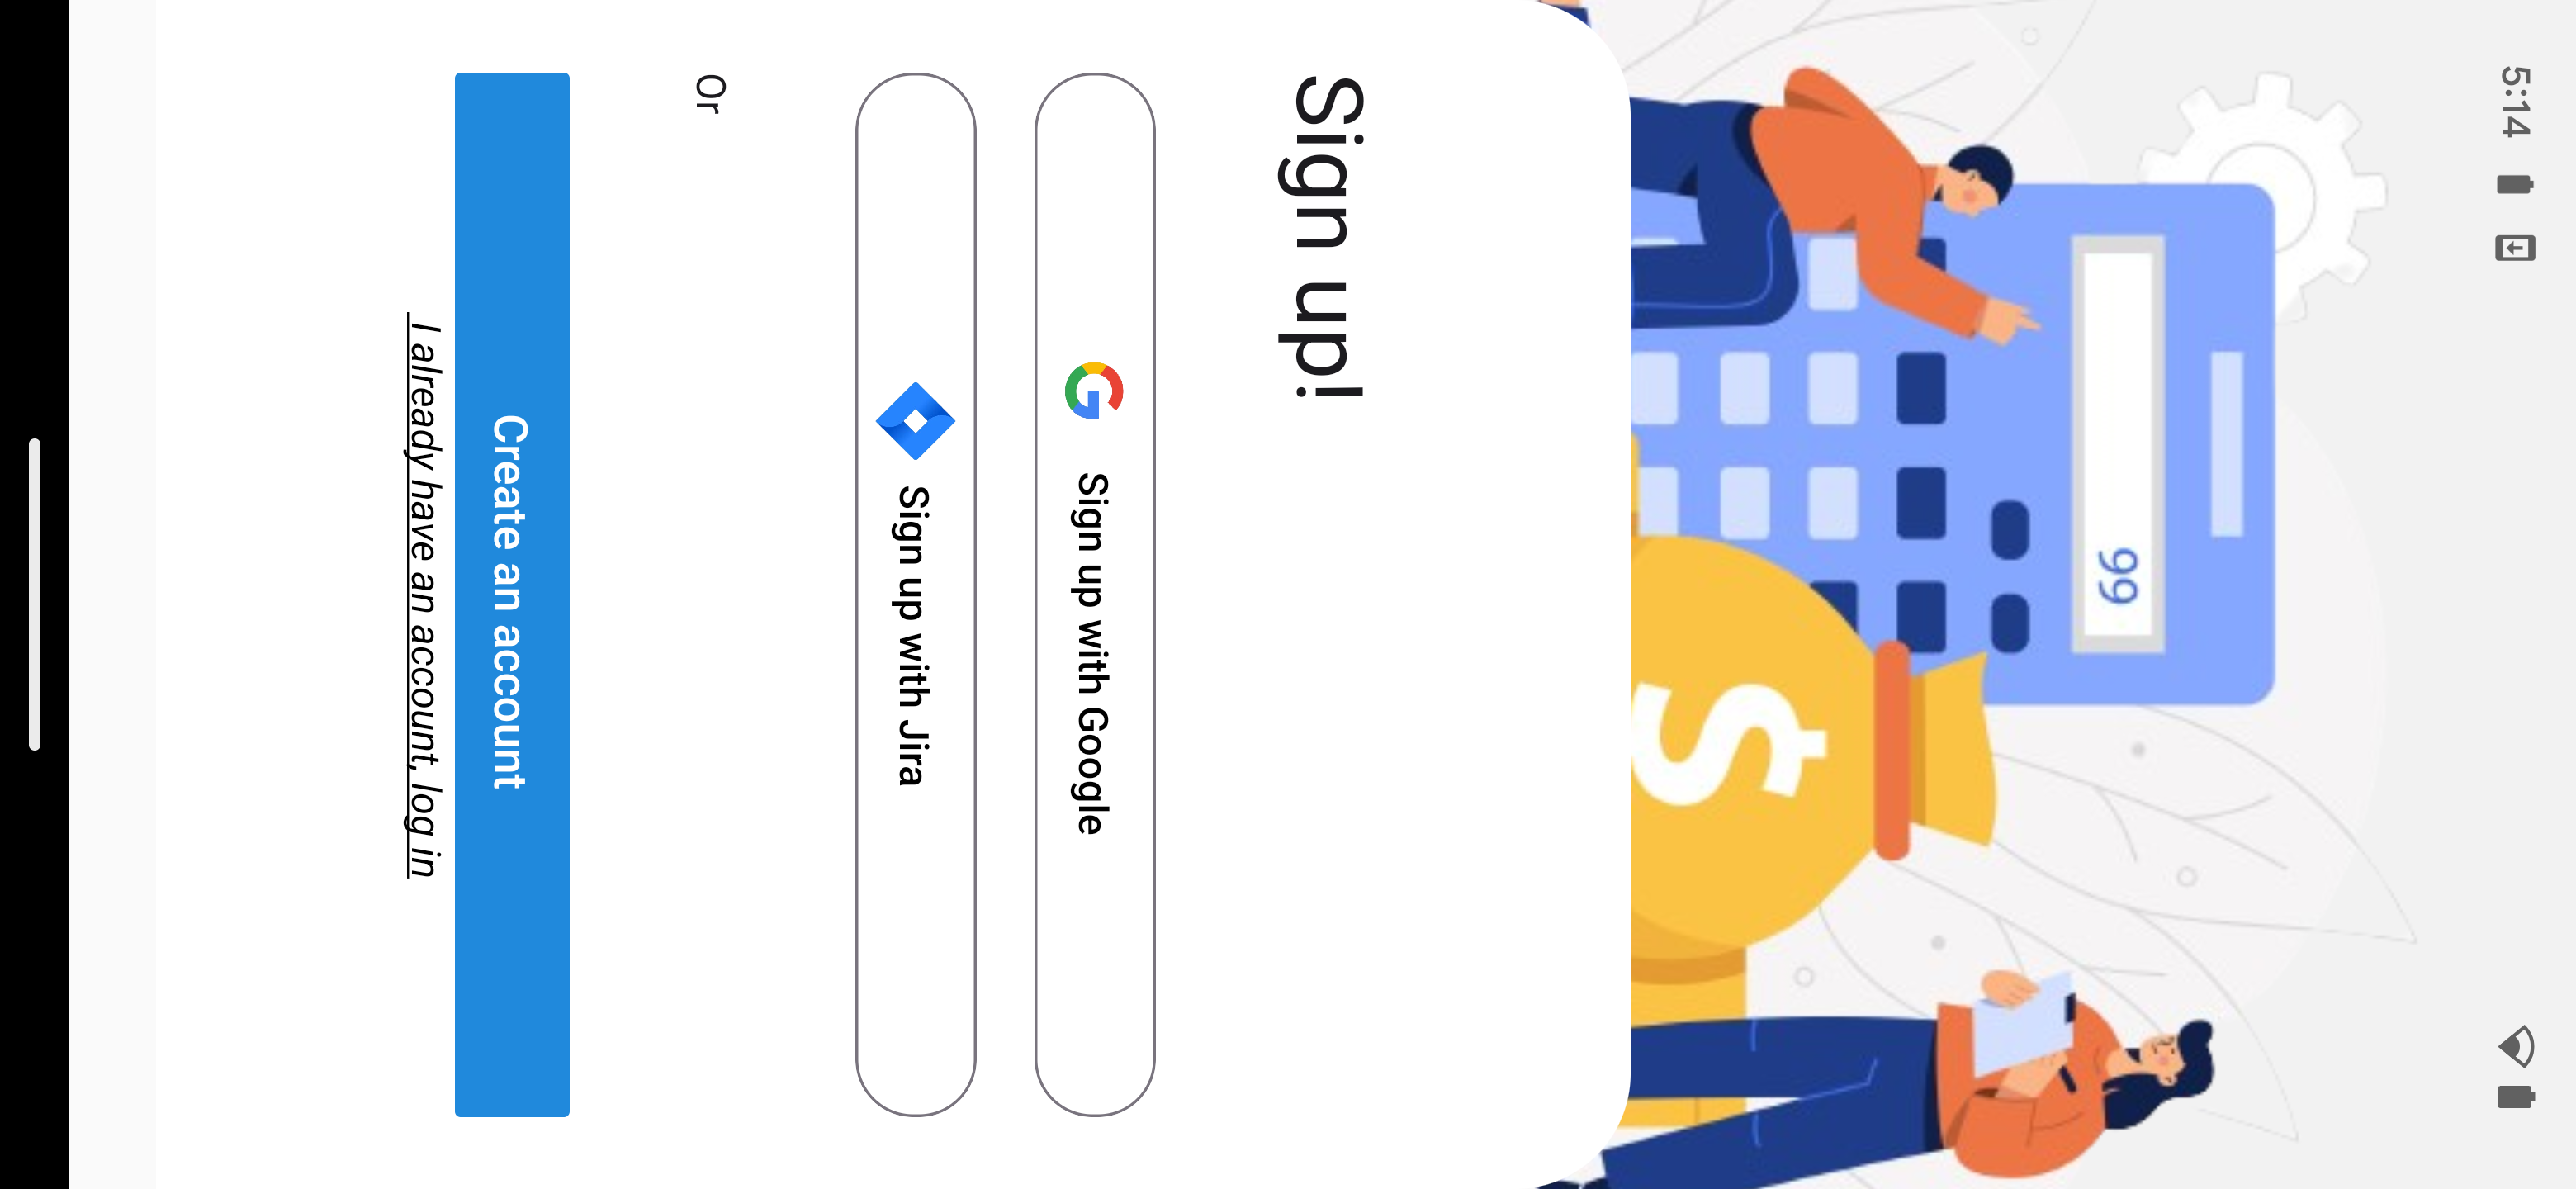 5:14
99
$
Sign up!
Sign up with Google
Sign up with Jira
Or
Create an account
I already have an account, log in